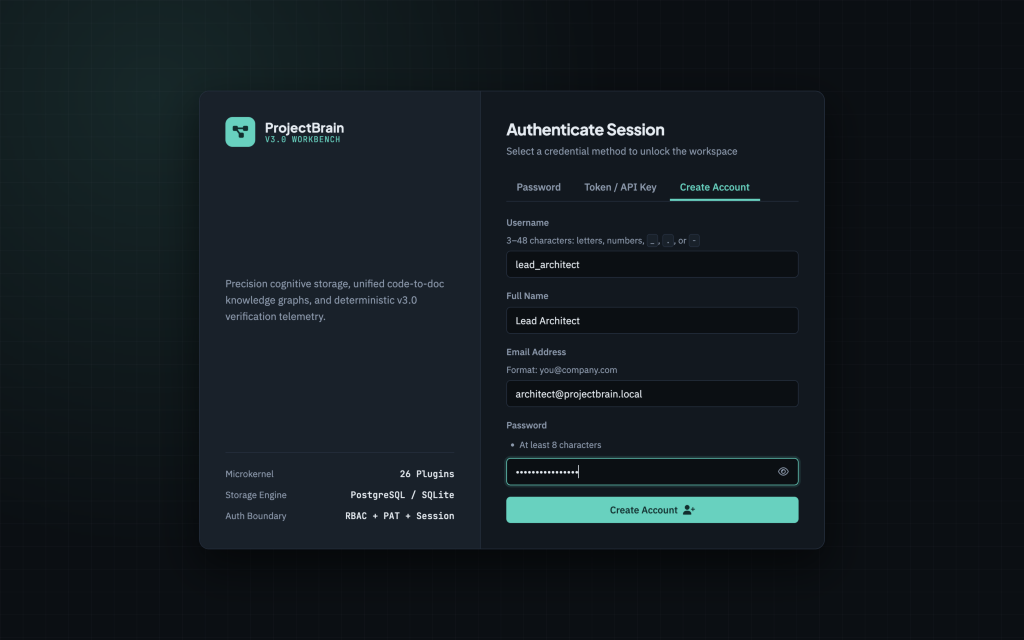 ProjectBrain
V3.0 WORKBENCH
Precision cognitive storage, unified code-to-doc
knowledge graphs, and deterministic v3.0
verification telemetry.
Microkernel 26 Plugins
Storage Engine PostgreSQL / SQLite
Auth Boundary RBAC + PAT + Session
Authenticate Session
Select a credential method to unlock the workspace
Password Token / API Key Create Account
Username
3–48 characters: letters, numbers, _ , . , or -
lead_architect
Full Name
Lead Architect
Email Address
Format: you@company.com
architect@projectbrain.local
Password
• At least 8 characters
••••••••••••••••
Create Account